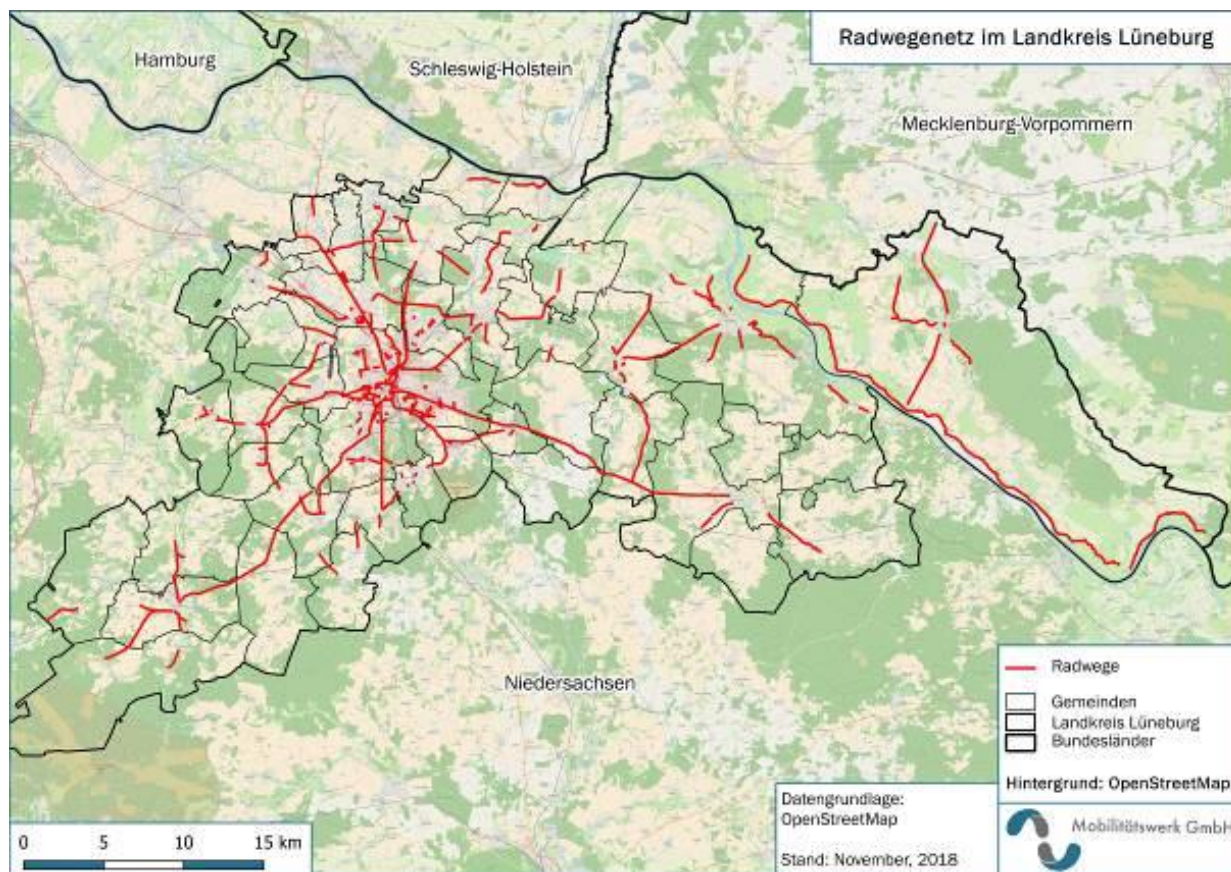 Radwegenetz im Landkreis Lüneburg
Hamburg
Schleswig-Holstein
Mecklenburg-Vorpommern
Niedersachsen
Radwege
Gemeinden
Landkreis Lüneburg
Bundesländer
Hintergrund: OpenStreetMap
Datengrundlage:
OpenStreetMap
Stand: November, 2018
Mobilitätswerk GmbH
0 5 10 15 km